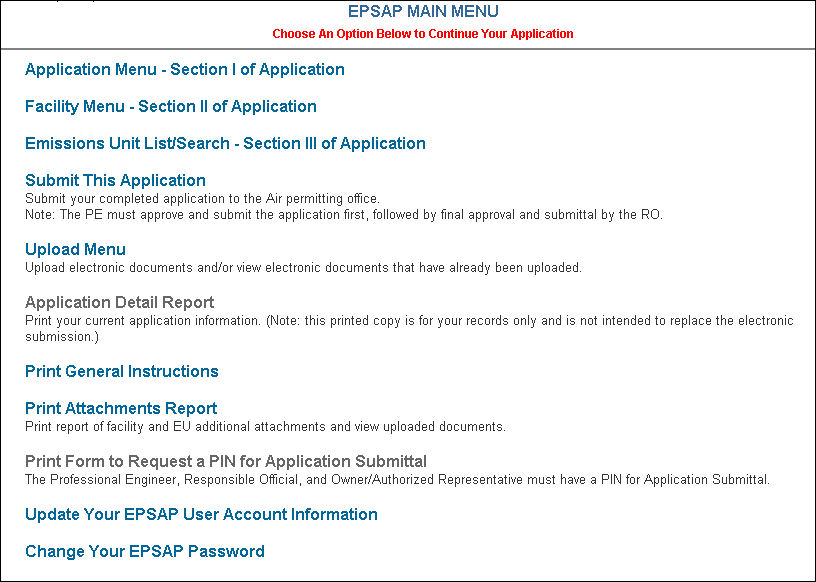 EPSAP MAIN MENU
Choose An Option Below to Continue Your Application
Application Menu - Section I of Application
Facility Menu - Section II of Application
Emissions Unit List/Search - Section III of Application
Submit This Application
Submit your completed application to the Air permitting office.
Note: The PE must approve and submit the application first, followed by final approval and submittal by the RO.
Upload Menu
Upload electronic documents and/or view electronic documents that have already been uploaded.
Application Detail Report
Print your current application information. (Note: this printed copy is for your records only and is not intended to replace the electronic
submission.)
Print General Instructions
Print Attachments Report
Print report of facility and EU additional attachments and view uploaded documents.
Print Form to Request a PIN for Application Submittal
The Professional Engineer, Responsible Official, and Owner/Authorized Representative must have a PIN for Application Submittal.
Update Your EPSAP User Account Information
Change Your EPSAP Password